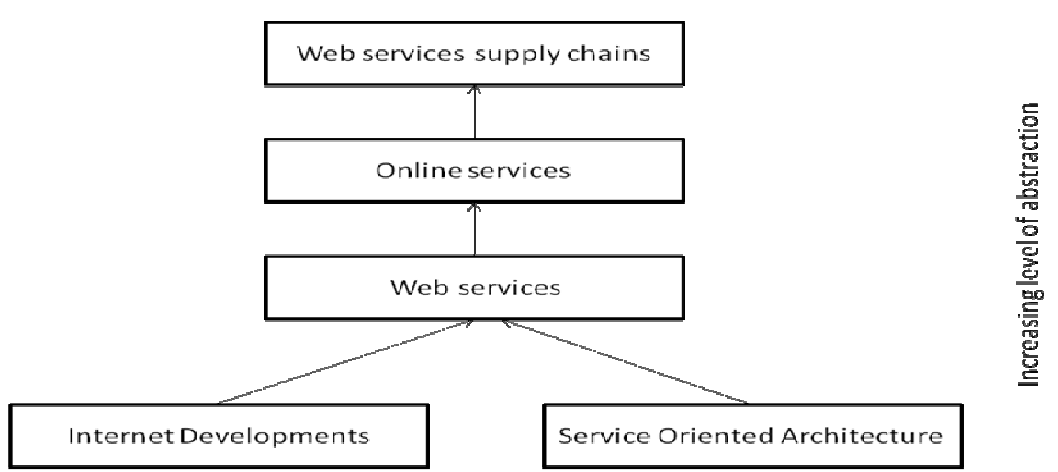 Web services supply chains
Online services
Web services
Internet Developments
Service Oriented Architecture
Increasing level of abstraction